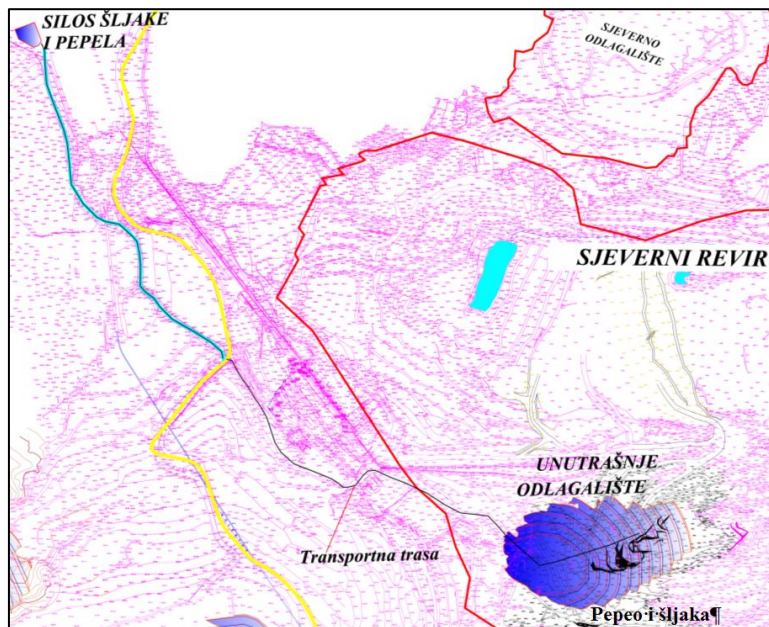 SILOS ŠLJAKE
I PEPELA
SJEVERNO
ODLAGALIŠTE
SJEVERNI REVIR
UNUTRAŠNJE
ODLAGALIŠTE
Transportna trasa
Pepeo·i·šljaka¶